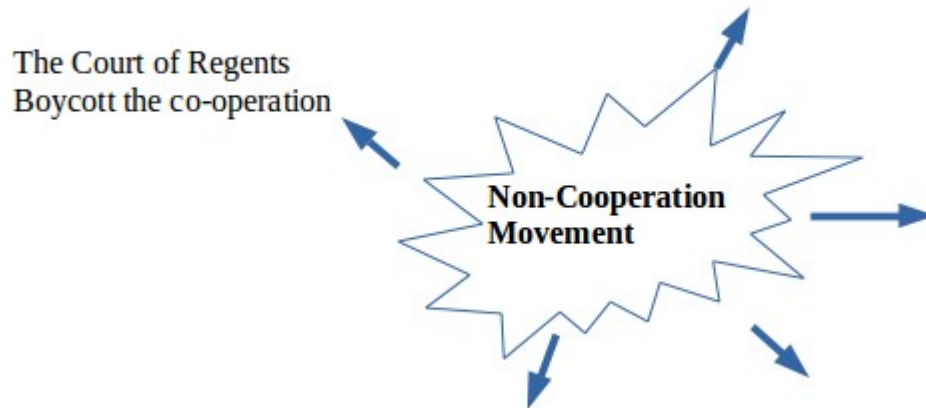 The Court of Regents
Boycott the co-operation
Non-Cooperation
Movement